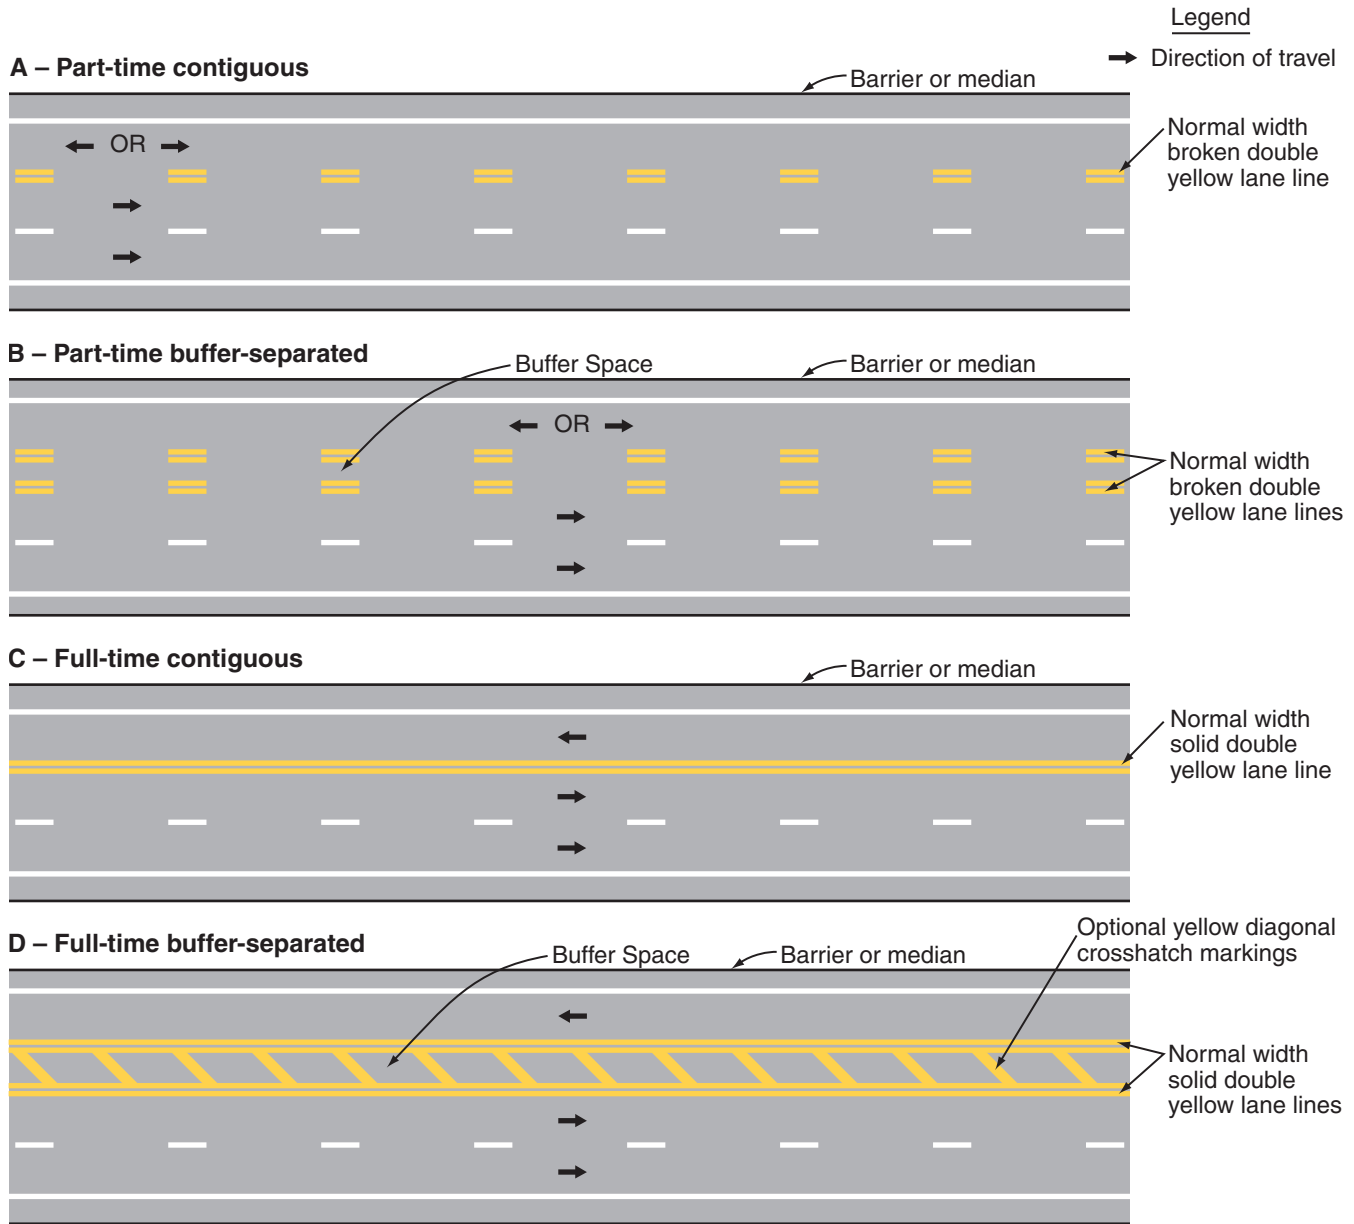 Legend
Direction of travel
A – Part-time contiguous
Barrier or median
OR
Normal width
broken double
yellow lane line
B – Part-time buffer-separated
Buffer Space
Barrier or median
OR
Normal width
broken double
yellow lane lines
C – Full-time contiguous
Barrier or median
Normal width
solid double
yellow lane line
D – Full-time buffer-separated
Buffer Space
Barrier or median
Optional yellow diagonal
crosshatch markings
Normal width
solid double
yellow lane lines